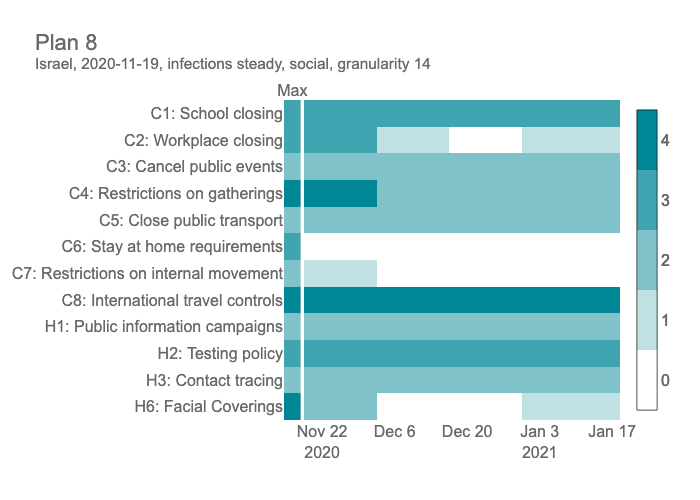 Plan 8
Israel, 2020-11-19, infections steady, social, granularity 14
Max
C1: School closing
C2: Workplace closing
C3: Cancel public events
C4: Restrictions on gatherings
C5: Close public transport
C6: Stay at home requirements
C7: Restrictions on internal movement
C8: International travel controls
H1: Public information campaigns
H2: Testing policy
H3: Contact tracing
H6: Facial Coverings
4
3
2
1
0
Nov 22 Dec 6 Dec 20 Jan 3 Jan 17
2020 2021